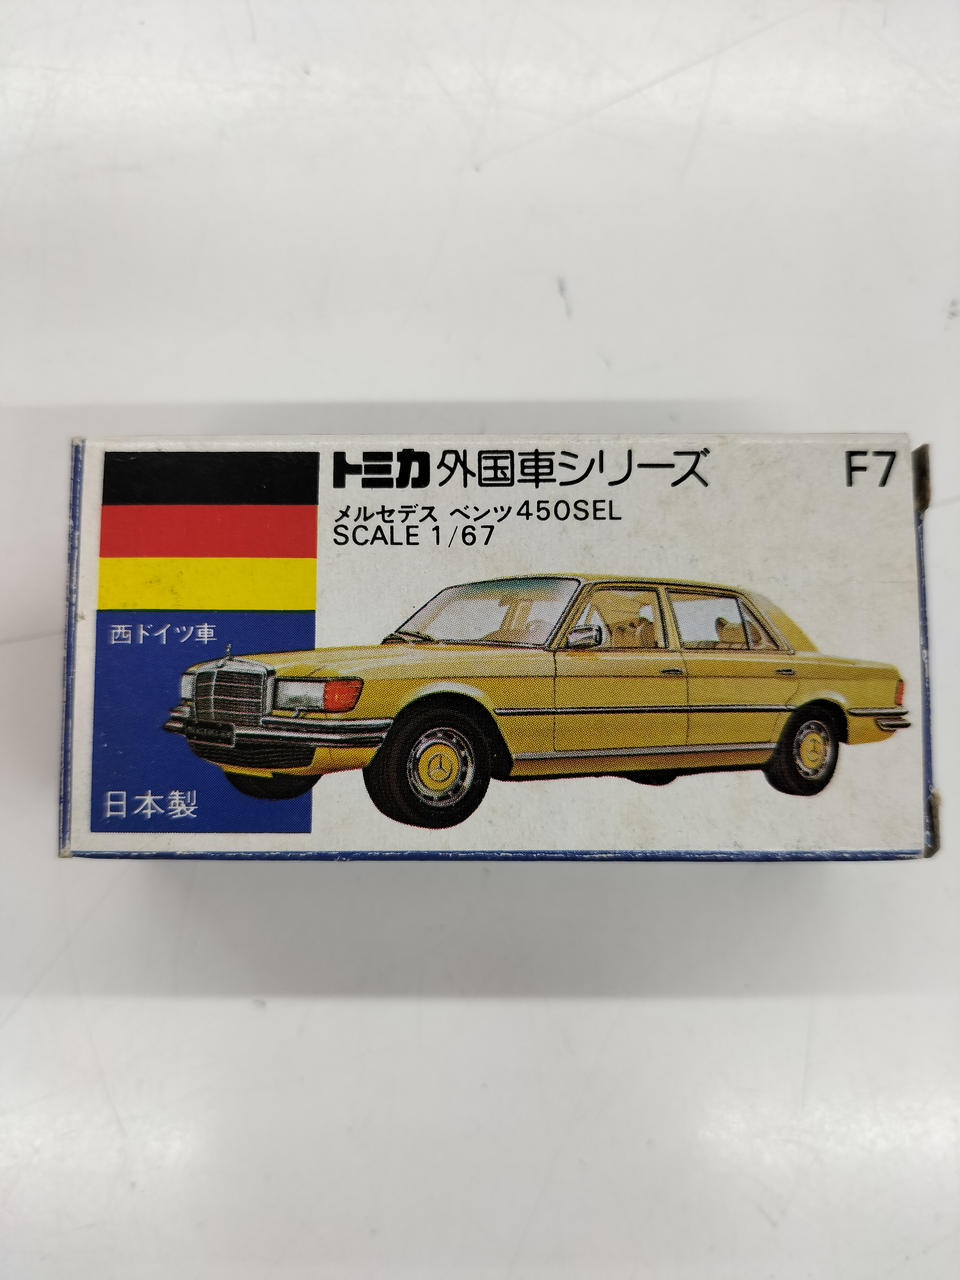 トミカ 外国車シリーズ F7
メルセデス ベンツ450SEL
SCALE 1/67
西ドイツ車
日本製